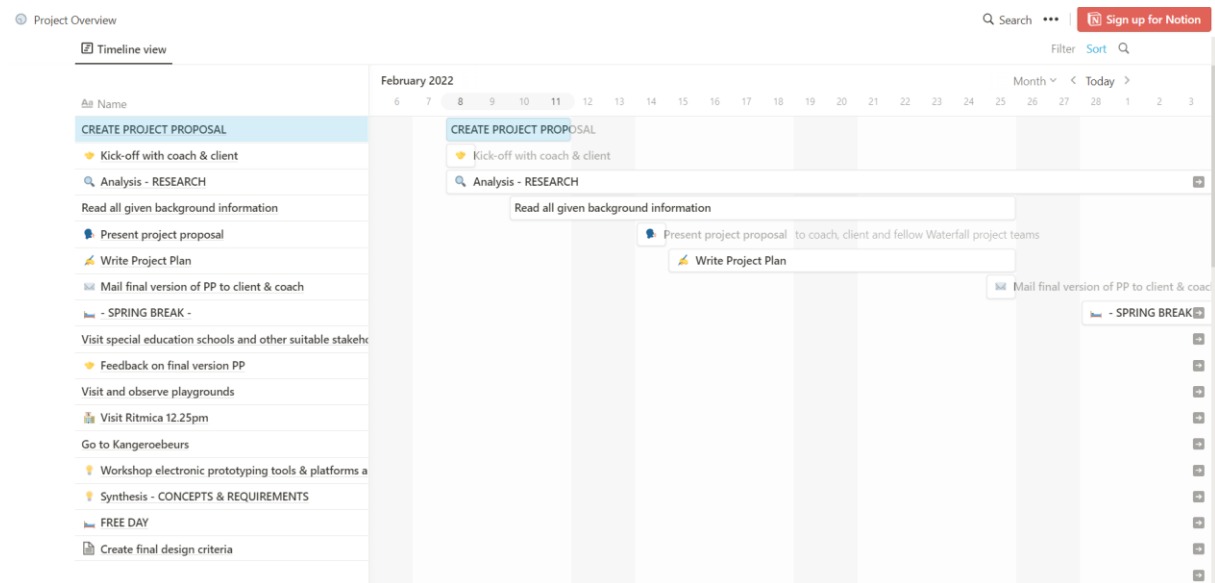 Project Overview
Search
Sign up for Notion
Timeline view
Filter Sort
February 2022
Month Today
Aa Name
6 7 8 9 10 11 12 13 14 15 16 17 18 19 20 21 22 23 24 25 26 27 28 1 2 3
CREATE PROJECT PROPOSAL
CREATE PROJECT PROPOSAL
Kick-off with coach & client
Kick-off with coach & client
Analysis - RESEARCH
Analysis - RESEARCH
Read all given background information
Read all given background information
Present project proposal
Present project proposal to coach, client and fellow Waterfall project teams
Write Project Plan
Write Project Plan
Mail final version of PP to client & coach
Mail final version of PP to client & coac
- SPRING BREAK -
- SPRING BREAK
Visit special education schools and other suitable stakeho
Feedback on final version PP
Visit and observe playgrounds
Visit Ritmica 12.25pm
Go to Kangeroebeurs
Workshop electronic prototyping tools & platforms a
Synthesis - CONCEPTS & REQUIREMENTS
FREE DAY
Create final design criteria